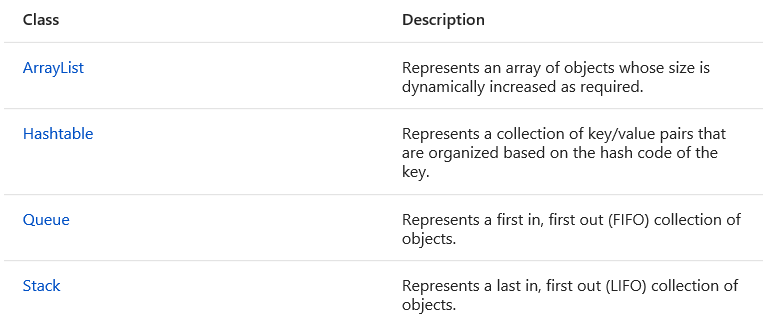 Class Description
ArrayList Represents an array of objects whose size is
dynamically increased as required.
Hashtable Represents a collection of key/value pairs that
are organized based on the hash code of the
key.
Queue Represents a first in, first out (FIFO) collection of
objects.
Stack Represents a last in, first out (LIFO) collection of
objects.